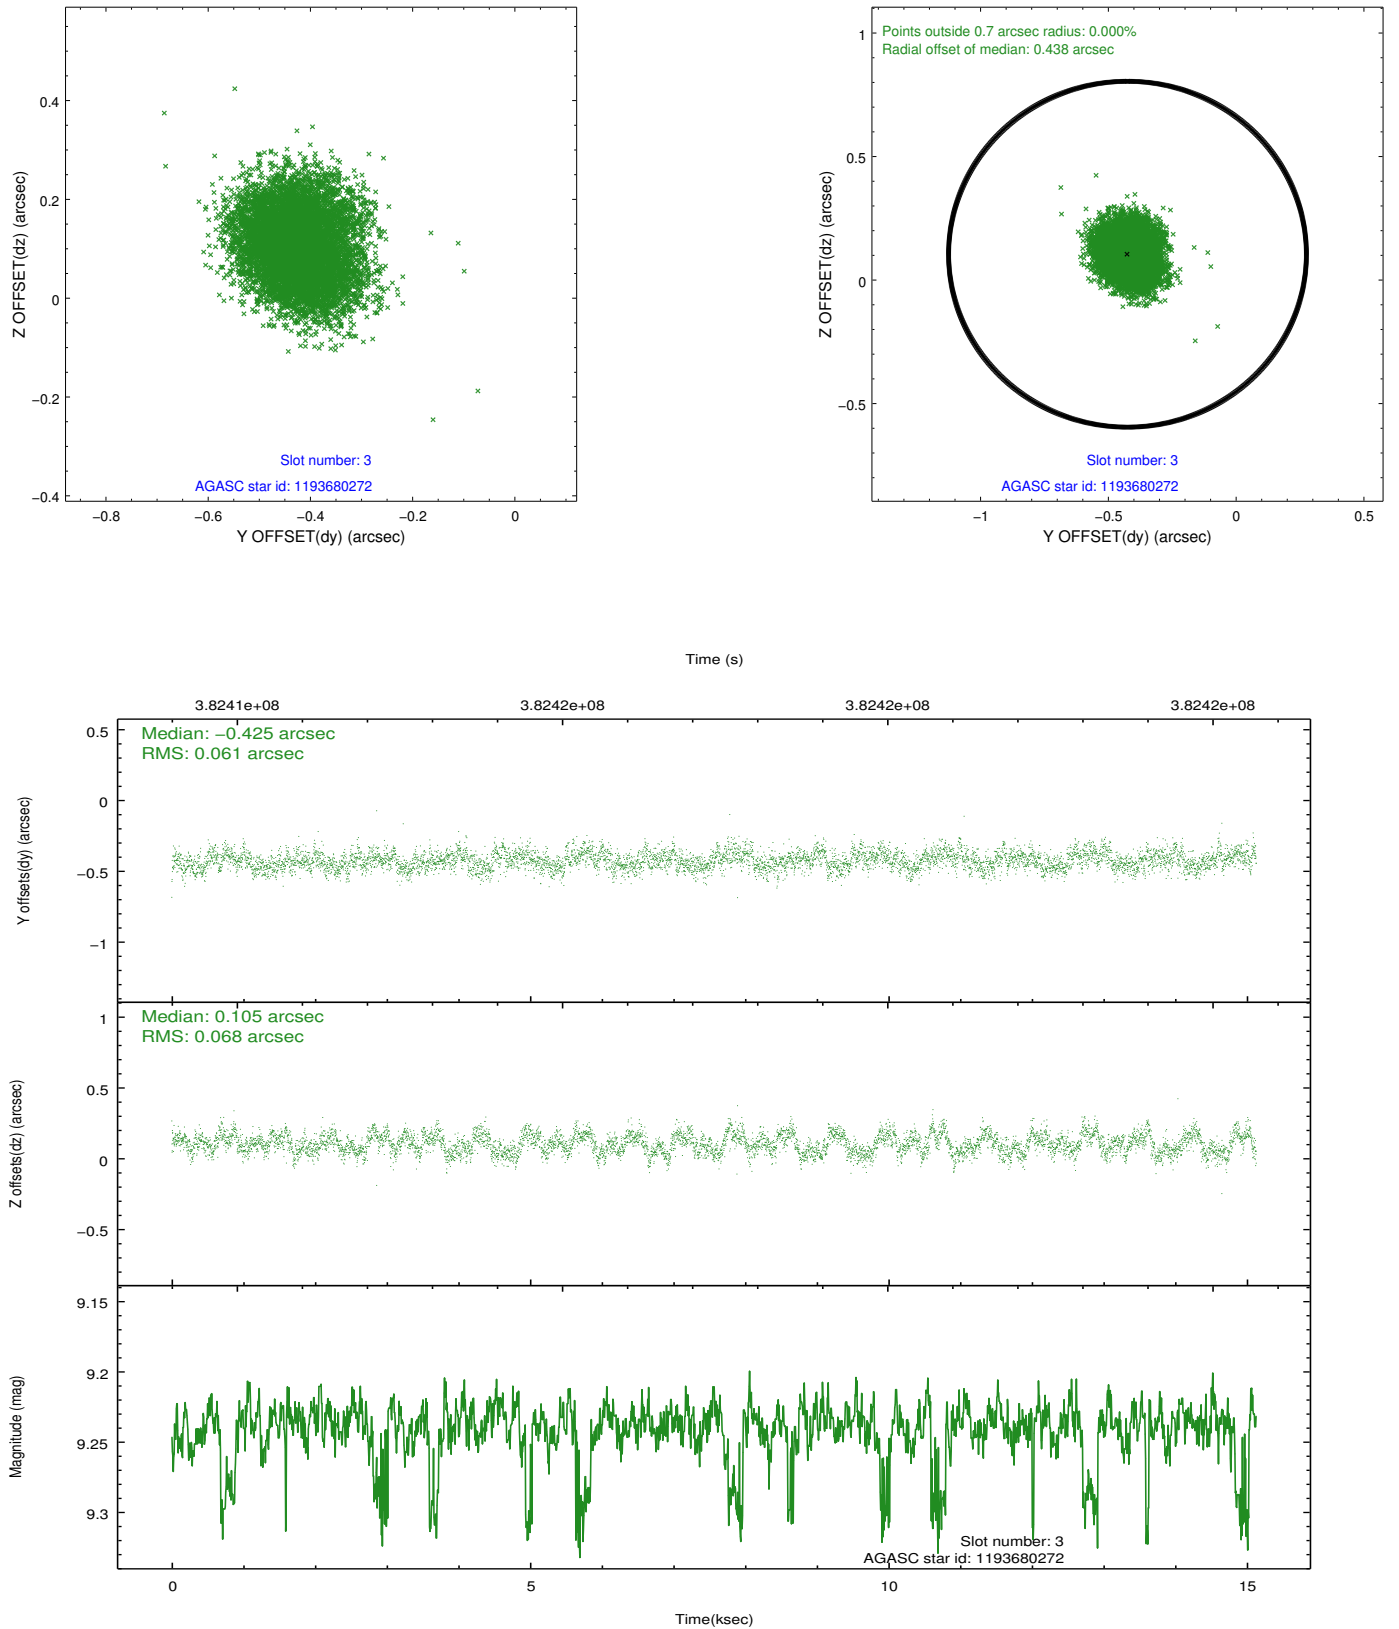 0.4
0.2
0
−0.2
−0.4
Z OFFSET(dz) (arcsec)
Slot number: 3
AGASC star id: 1193680272
−0.8
−0.6
−0.4
−0.2
0
Y OFFSET(dy) (arcsec)
Points outside 0.7 arcsec radius: 0.000%
Radial offset of median: 0.438 arcsec
1
0.5
0
−0.5
Z OFFSET(dz) (arcsec)
Slot number: 3
AGASC star id: 1193680272
−1
−0.5
0
0.5
Y OFFSET(dy) (arcsec)
Time (s)
3.8241e+08
3.8242e+08
3.8242e+08
3.8242e+08
Median: −0.425 arcsec
RMS: 0.061 arcsec
0.5
0
−0.5
−1
Y offsets(dy) (arcsec)
Median: 0.105 arcsec
RMS: 0.068 arcsec
1
0.5
0
−0.5
Z offsets(dz) (arcsec)
9.15
9.2
9.25
9.3
Magnitude (mag)
Slot number: 3
AGASC star id: 1193680272
0
5
10
15
Time(ksec)